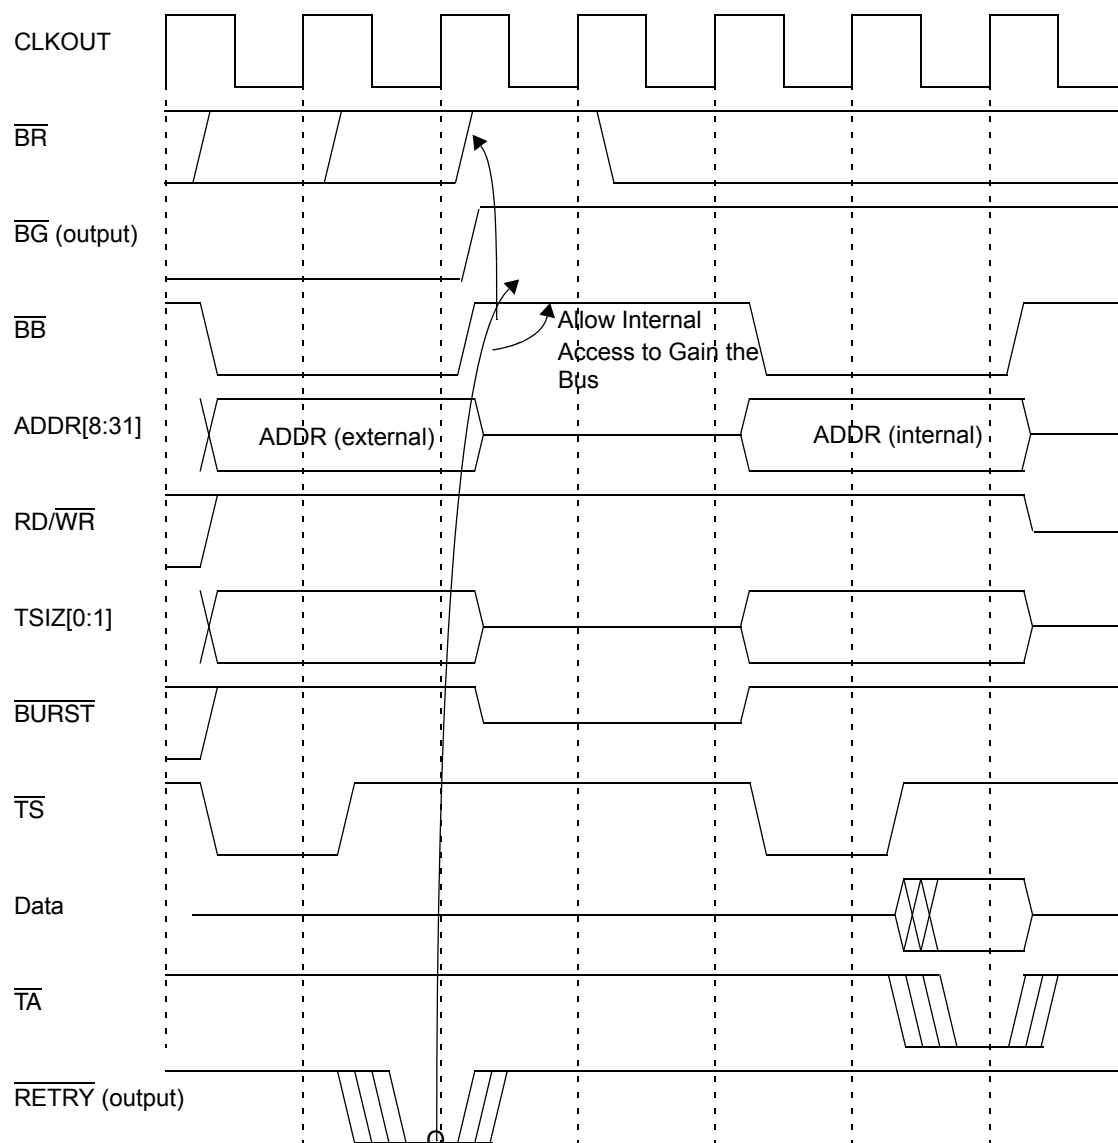 CLKOUT
BR
BG (output)
BB
Allow Internal
Access to Gain the
Bus
ADDR[8:31]
ADDR (external)
ADDR (internal)
RD/WR
TSIZ[0:1]
BURST
TS
Data
TA
RETRY (output)